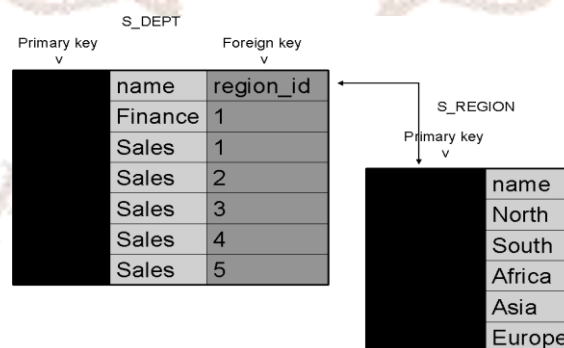 S_DEPT
Primary key Foreign key
v v
name region_id
Finance 1
Sales 1
Sales 2
Sales 3
Sales 4
Sales 5
S_REGION
Primary key
v
name
North
South
Africa
Asia
Europe